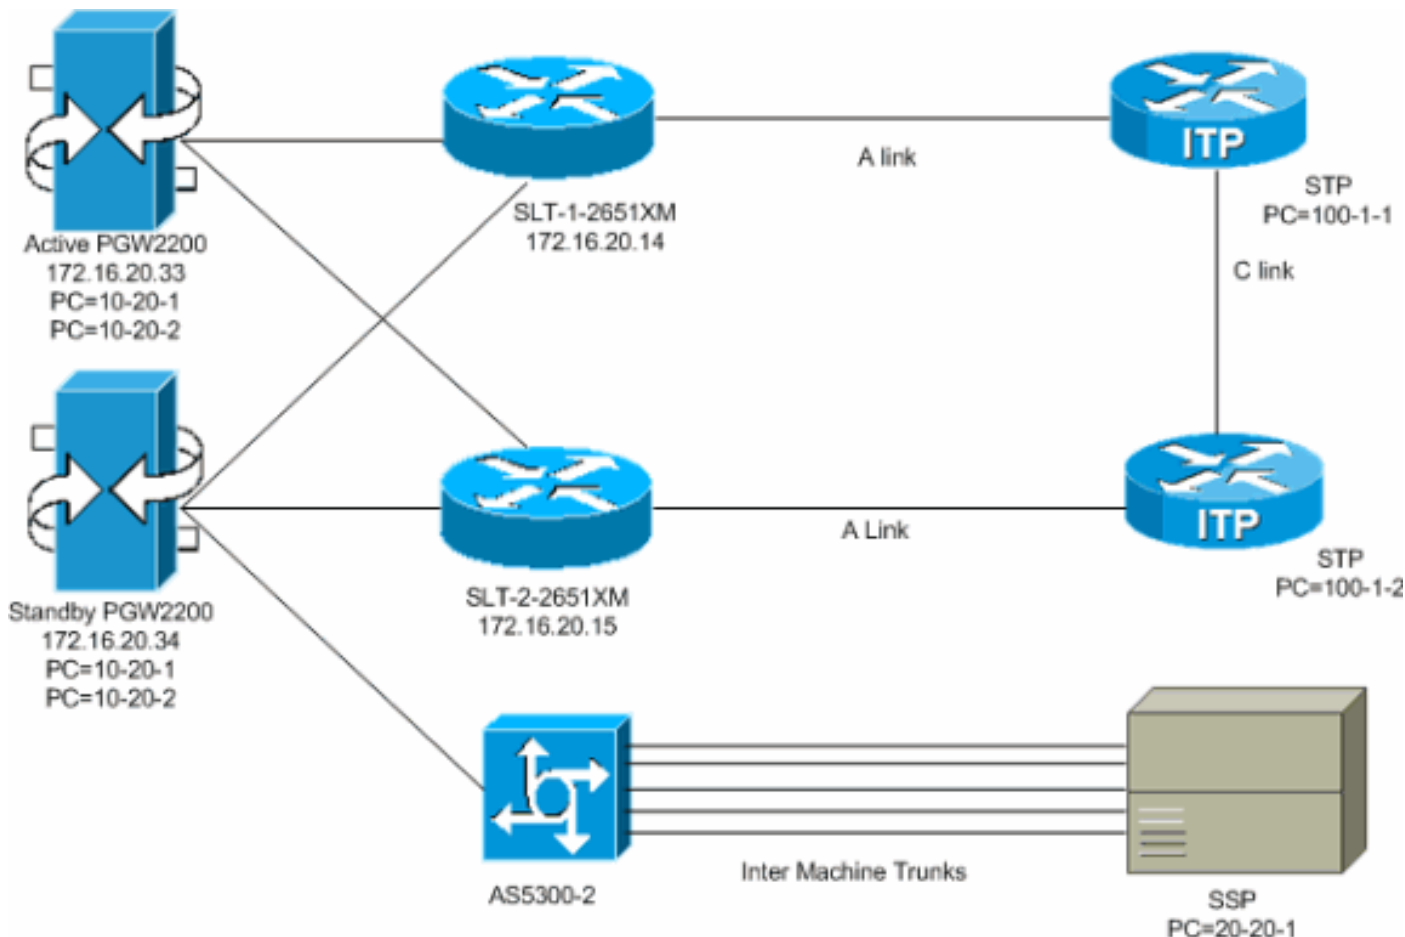 ITP
A link
STP
PC=100-1-1
SLT-1-2651XM
172.16.20.14
Active PGW2200
172.16.20.33
PC=10-20-1
PC=10-20-2
C link
ITP
A Link
STP
PC=100-1-2
SLT-2-2651XM
172.16.20.15
Standby PGW2200
172.16.20.34
PC=10-20-1
PC=10-20-2
Inter Machine Trunks
AS5300-2
SSP
PC=20-20-1